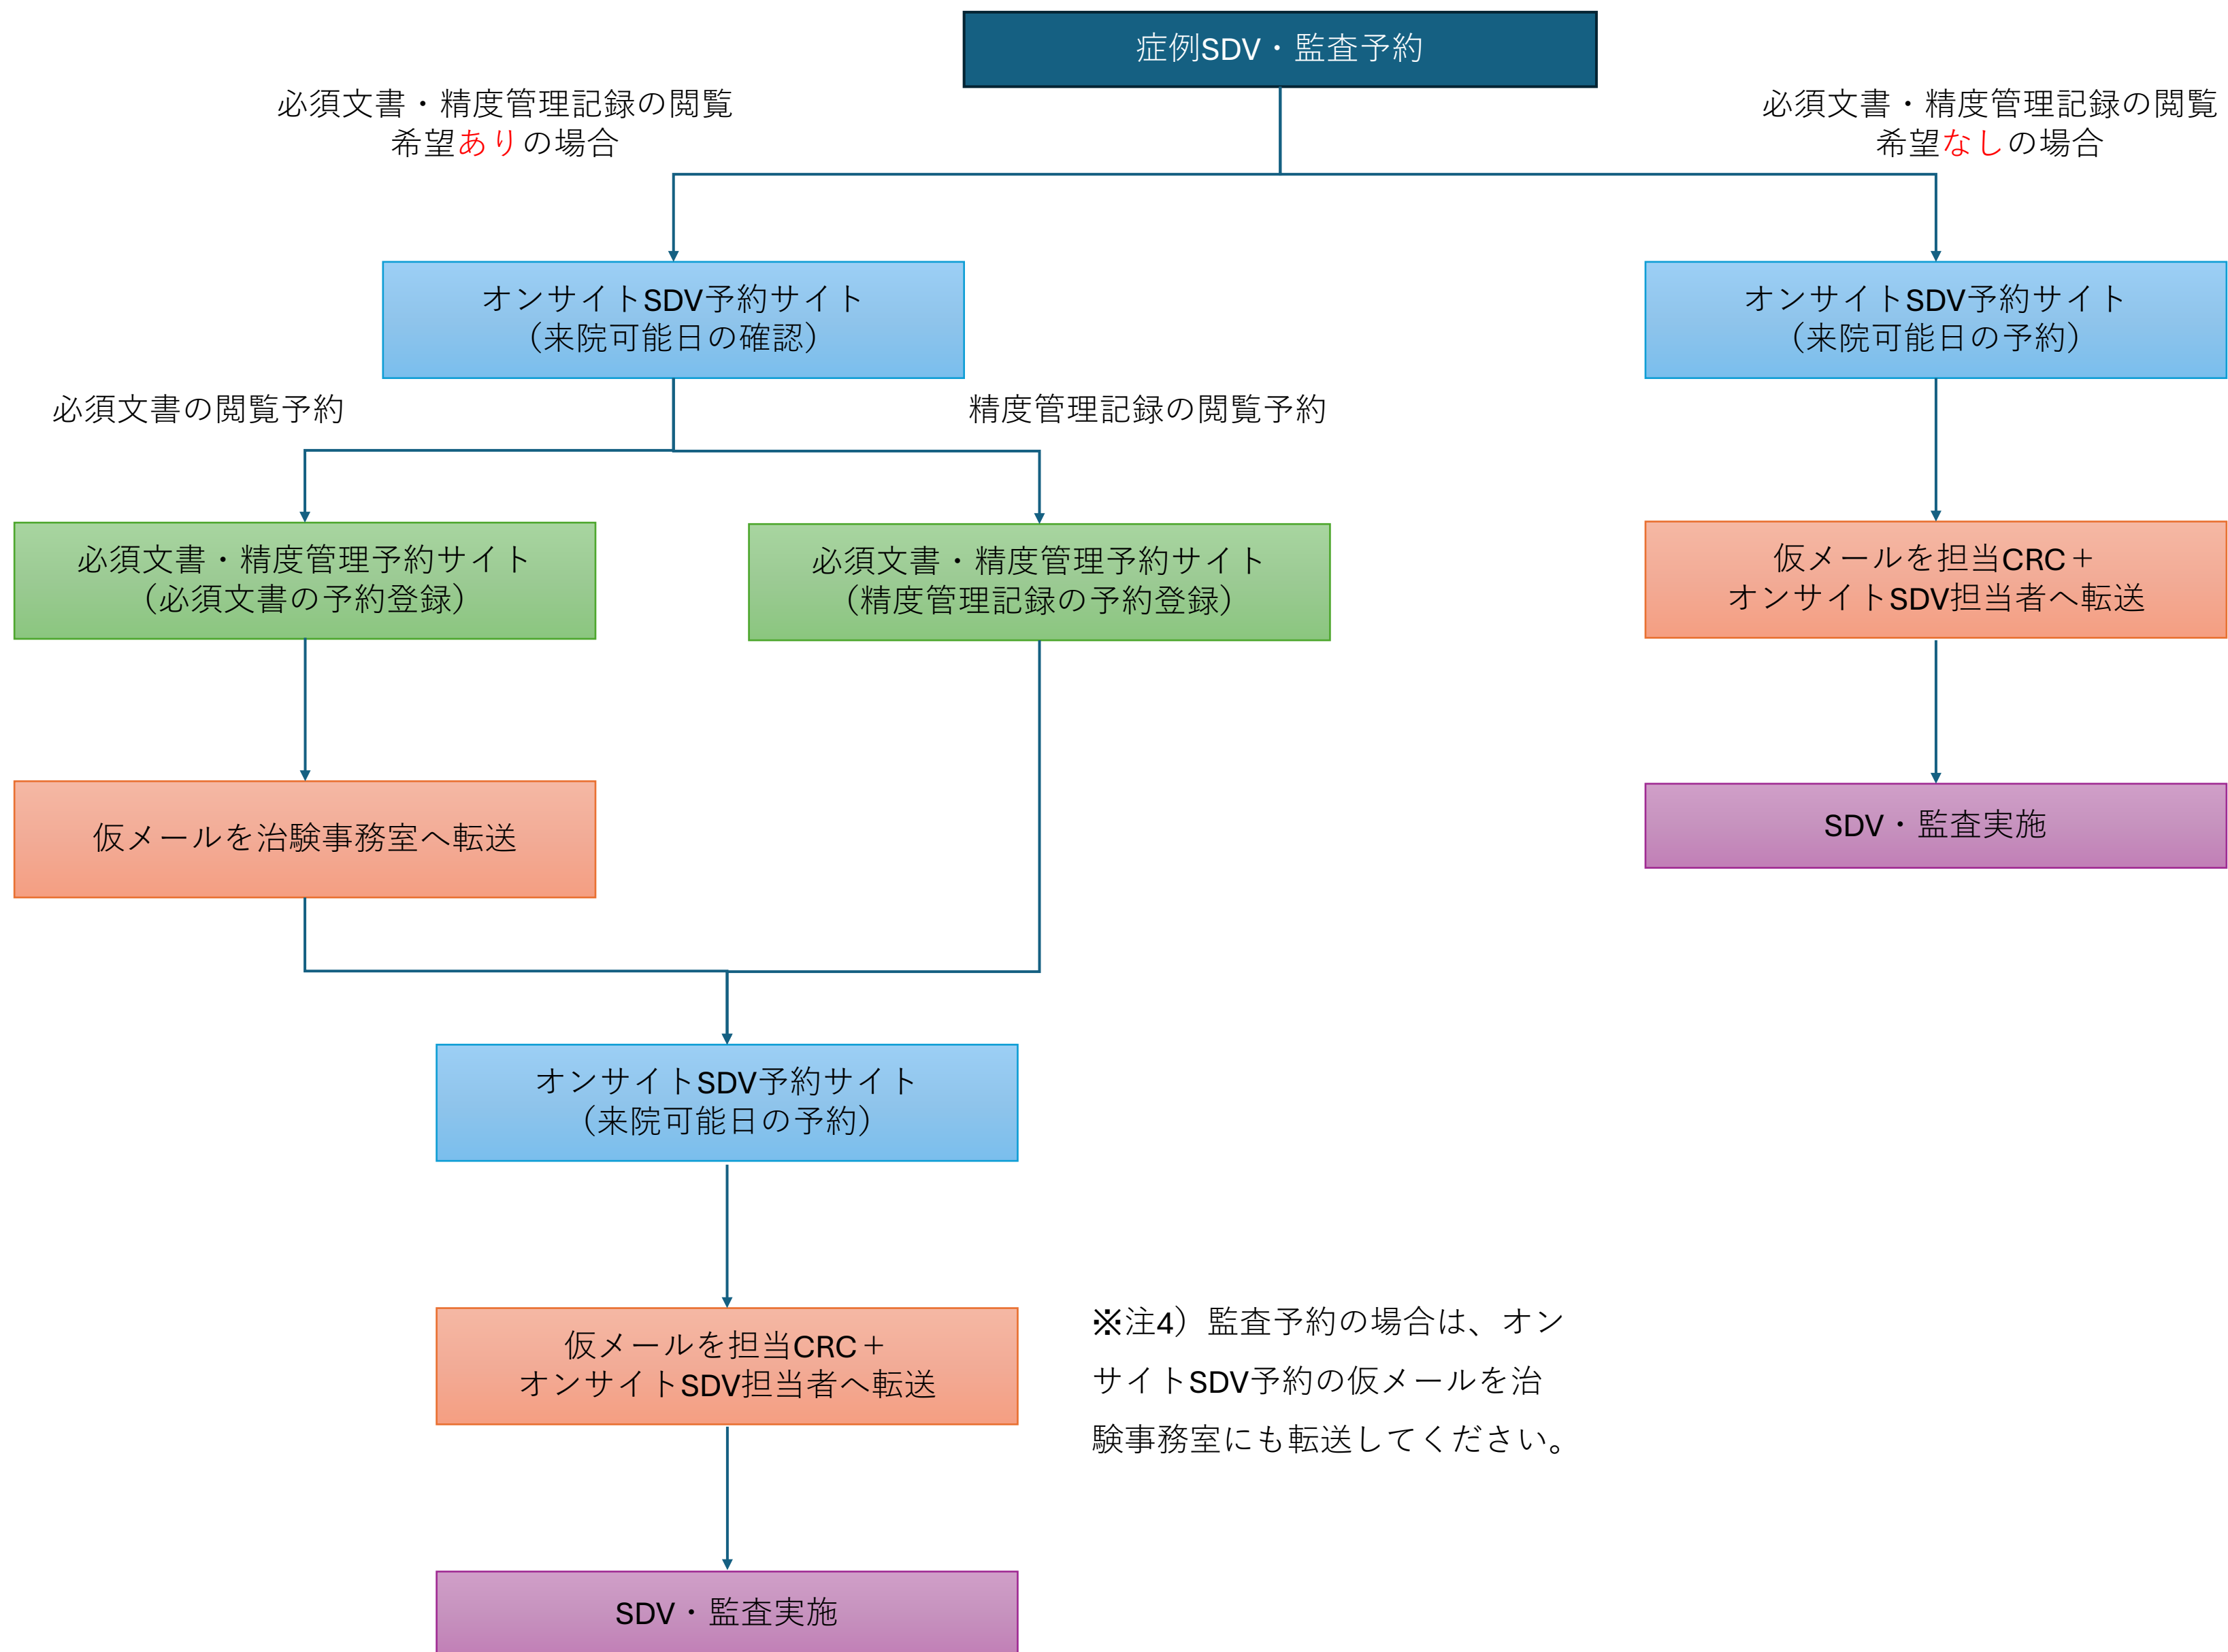 症例SDV・監査予約
必須文書・精度管理記録の閲覧
希望ありの場合
必須文書・精度管理記録の閲覧
希望なしの場合
オンサイトSDV予約サイト
（来院可能日の確認）
オンサイトSDV予約サイト
（来院可能日の予約）
必須文書の閲覧予約
精度管理記録の閲覧予約
必須文書・精度管理予約サイト
（必須文書の予約登録）
必須文書・精度管理予約サイト
（精度管理記録の予約登録）
仮メールを担当CRC＋
オンサイトSDV担当者へ転送
仮メールを治験事務室へ転送
SDV・監査実施
オンサイトSDV予約サイト
（来院可能日の予約）
仮メールを担当CRC＋
オンサイトSDV担当者へ転送
※注4）監査予約の場合は、オン
サイトSDV予約の仮メールを治
験事務室にも転送してください。
SDV・監査実施